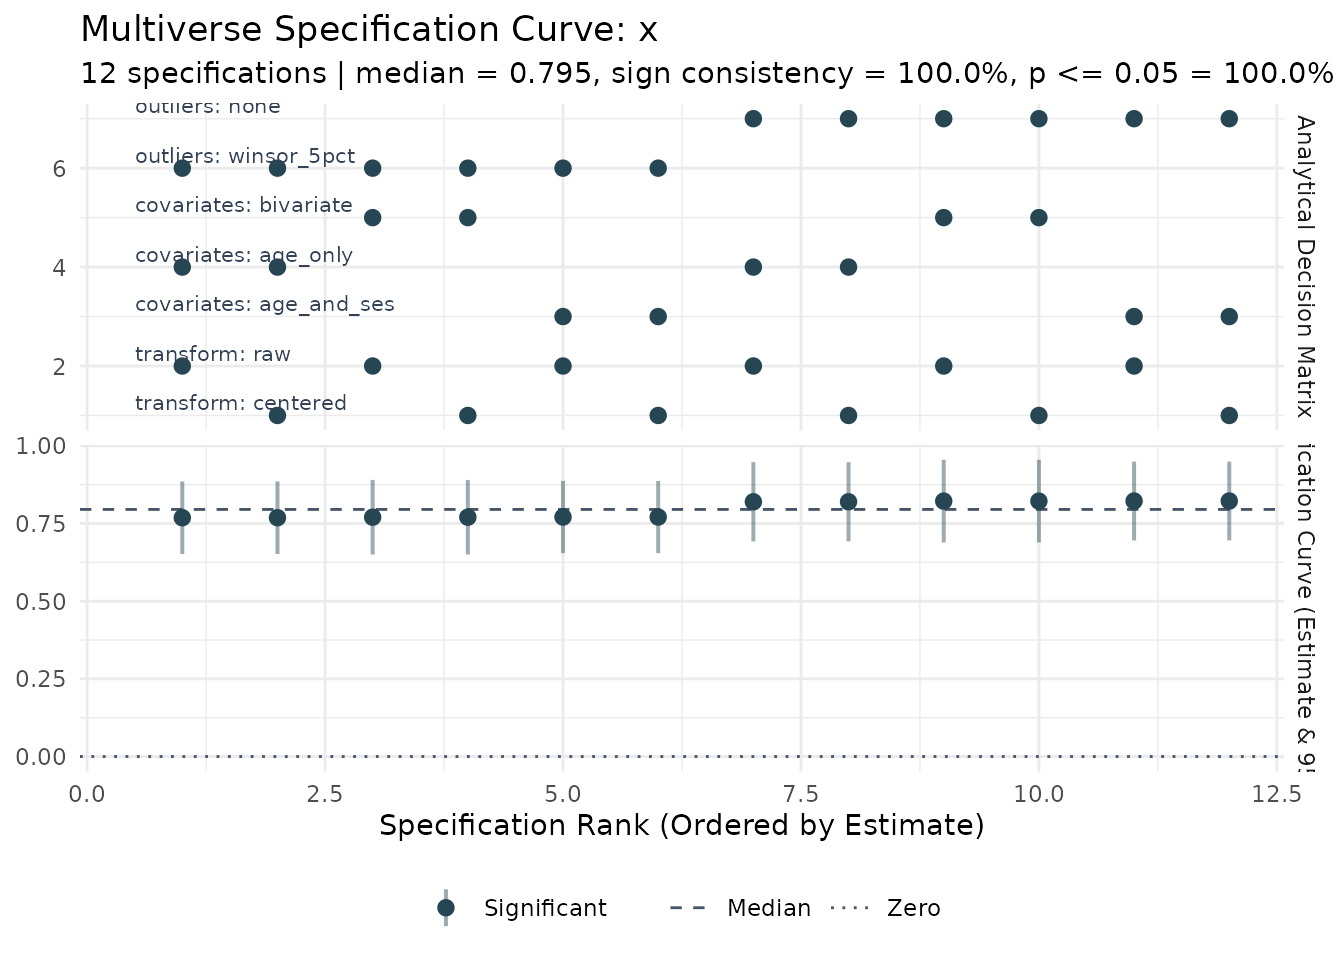 Multiverse Specification Curve: x
12 specifications | median = 0.795, sign consistency = 100.0%, p <= 0.05 = 100.0%
outliers: none
outliers: winsor_5pct
6
covariates: bivariate
covariates: age_only
4
covariates: age_and_ses
transform: raw
2
transform: centered
Analytical Decision Matrix
1.00
0.75
0.50
0.25
0.00
ication Curve (Estimate & 9
0.0 2.5 5.0 7.5 10.0 12.5
Specification Rank (Ordered by Estimate)
Significant Median Zero